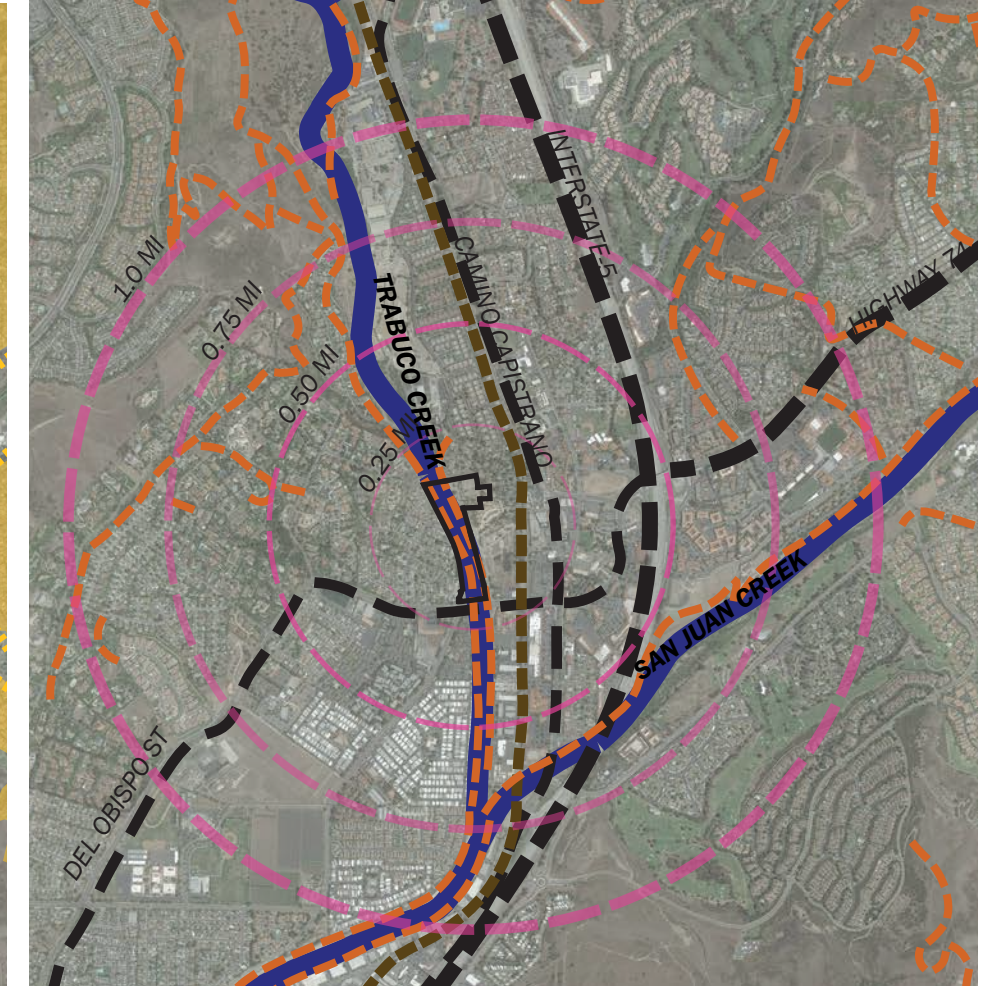 INTERSTATE-5
1.0 MI
CAMINO CAPISTRANO
HIGHWAY 74
TRABUCO CREEK
0.75 MI
0.50 MI
0.25 MI
SAN JUAN CREEK
DEL OBISPO ST